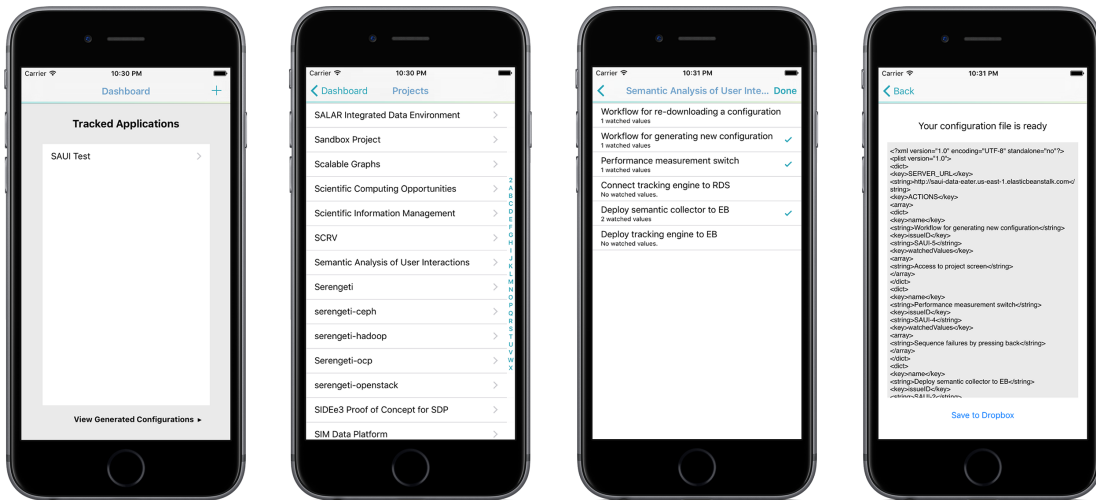 Carrier 10:30 PM
Dashboard +
Tracked Applications
SAUI Test
View Generated Configurations ▸
Carrier 10:30 PM
Dashboard Projects
SALAR Integrated Data Environment
Sandbox Project
Scalable Graphs
Scientific Computing Opportunities
Scientific Information Management
SCRV
Semantic Analysis of User Interactions
Serengeti
serengeti-ceph
serengeti-hadoop
Serengeti-ocp
serengeti-openstack
SIDEe3 Proof of Concept for SDP
SIM Data Platform
2
A
B
C
D
E
F
G
H
I
J
K
L
M
N
O
P
Q
R
S
T
U
V
W
X
Carrier 10:31 PM
Semantic Analysis of User Inte... Done
Workflow for re-downloading a configuration
1 watched values
Workflow for generating new configuration
1 watched values
Performance measurement switch
1 watched values
Connect tracking engine to RDS
No watched values.
Deploy semantic collector to EB
2 watched values
Deploy tracking engine to EB
No watched values.
Carrier 10:31 PM
Back
Your configuration file is ready
<?xml version="1.0" encoding="UTF-8" standalone="no"?>
<plist version="1.0">
<dict>
<key>SERVER_URL</key>
<string>http://saui-data-eater.us-east-1.elasticbeanstalk.com</
string>
<key>ACTIONS</key>
<array>
<dict>
<key>name</key>
<string>Workflow for generating new configuration</string>
<key>issueID</key>
<string>SAUI-5</string>
<key>watchedValues</key>
<array>
<string>Access to project screen</string>
</array>
</dict>
<dict>
<key>name</key>
<string>Performance measurement switch</string>
<key>issueID</key>
<string>SAUI-4</string>
<key>watchedValues</key>
<array>
<string>Sequence failures by pressing back</string>
</array>
</dict>
<dict>
<key>name</key>
<string>Deploy semantic collector to EB</string>
<key>issueID</key>
<string>SAUI-2</string>
Save to Dropbox